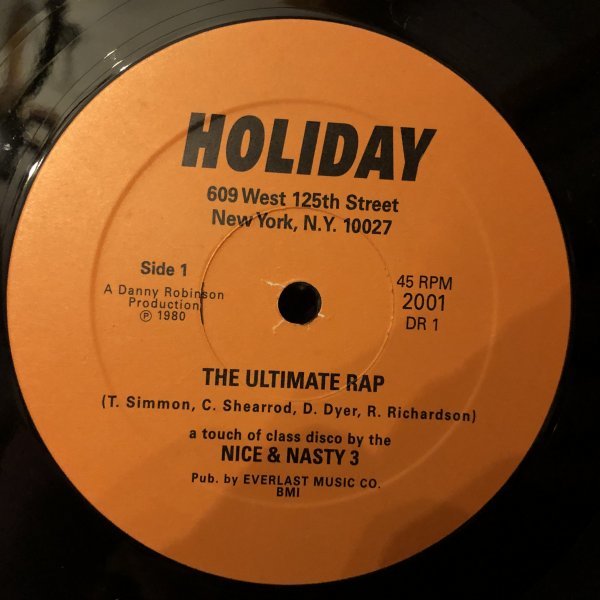 HOLIDAY
609 West 125th Street
New York, N.Y. 10027
Side 1
A Danny Robinson
Production
℗ 1980
45 RPM
2001
DR 1
THE ULTIMATE RAP
(T. Simmon, C. Shearrod, D. Dyer, R. Richardson)
a touch of class disco by the
NICE & NASTY 3
Pub. by EVERLAST MUSIC CO.
BMI